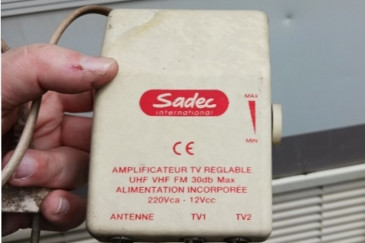 Sadec
international
MAX
CE
MIN
AMPLIFICATEUR TV REGLABLE
UHF VHF FM 30db Max
ALIMENTATION INCORPORÉE
220Vca - 12Vcc
ANTENNE TV1 TV2